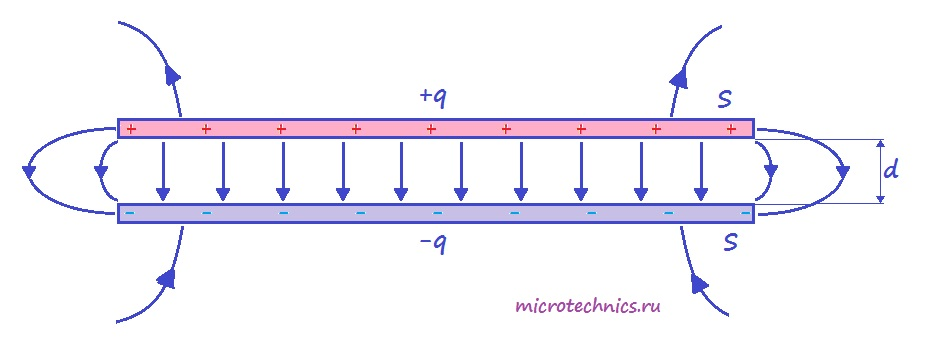 +q
S
+ + + + + + + + +
d
- - - - - - - - -
-q
S
microtechnics.ru